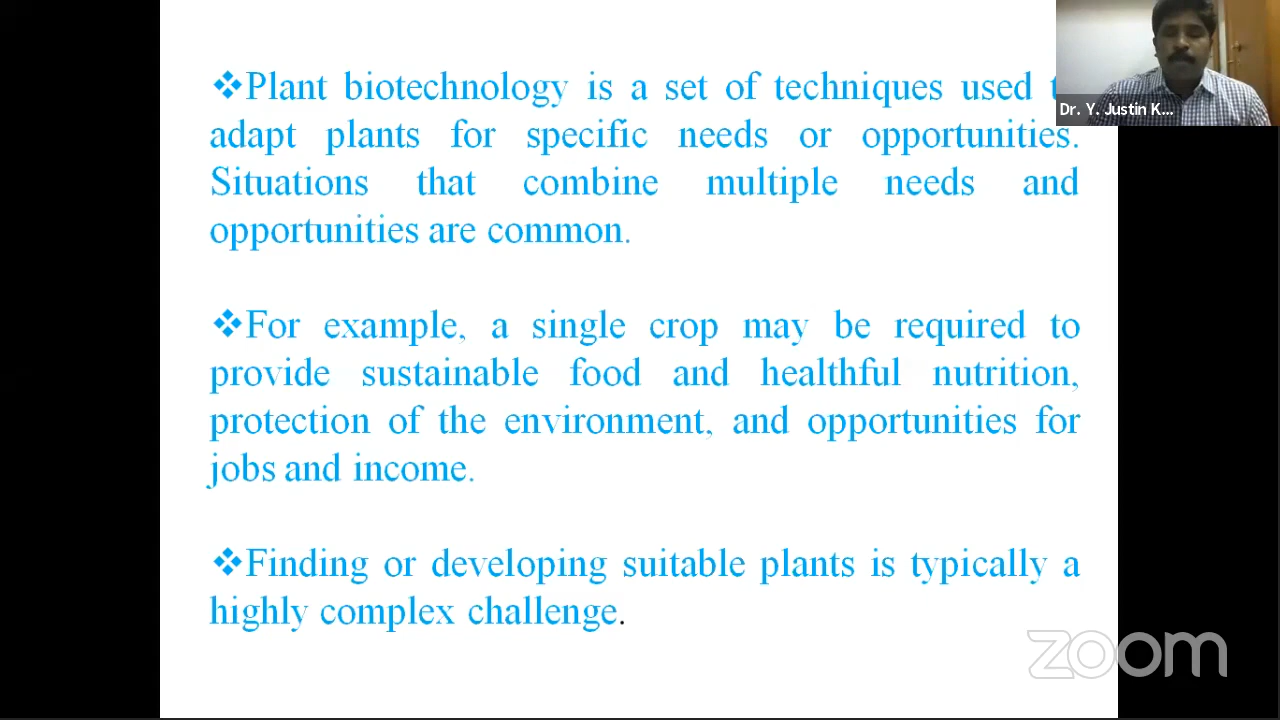 ❖Plant biotechnology is a set of techniques used
adapt plants for specific needs or opportunities.
Situations that combine multiple needs and
opportunities are common.
❖For example, a single crop may be required to
provide sustainable food and healthful nutrition,
protection of the environment, and opportunities for
jobs and income.
❖Finding or developing suitable plants is typically a
highly complex challenge.
Dr. Y. Justin K...
zoom